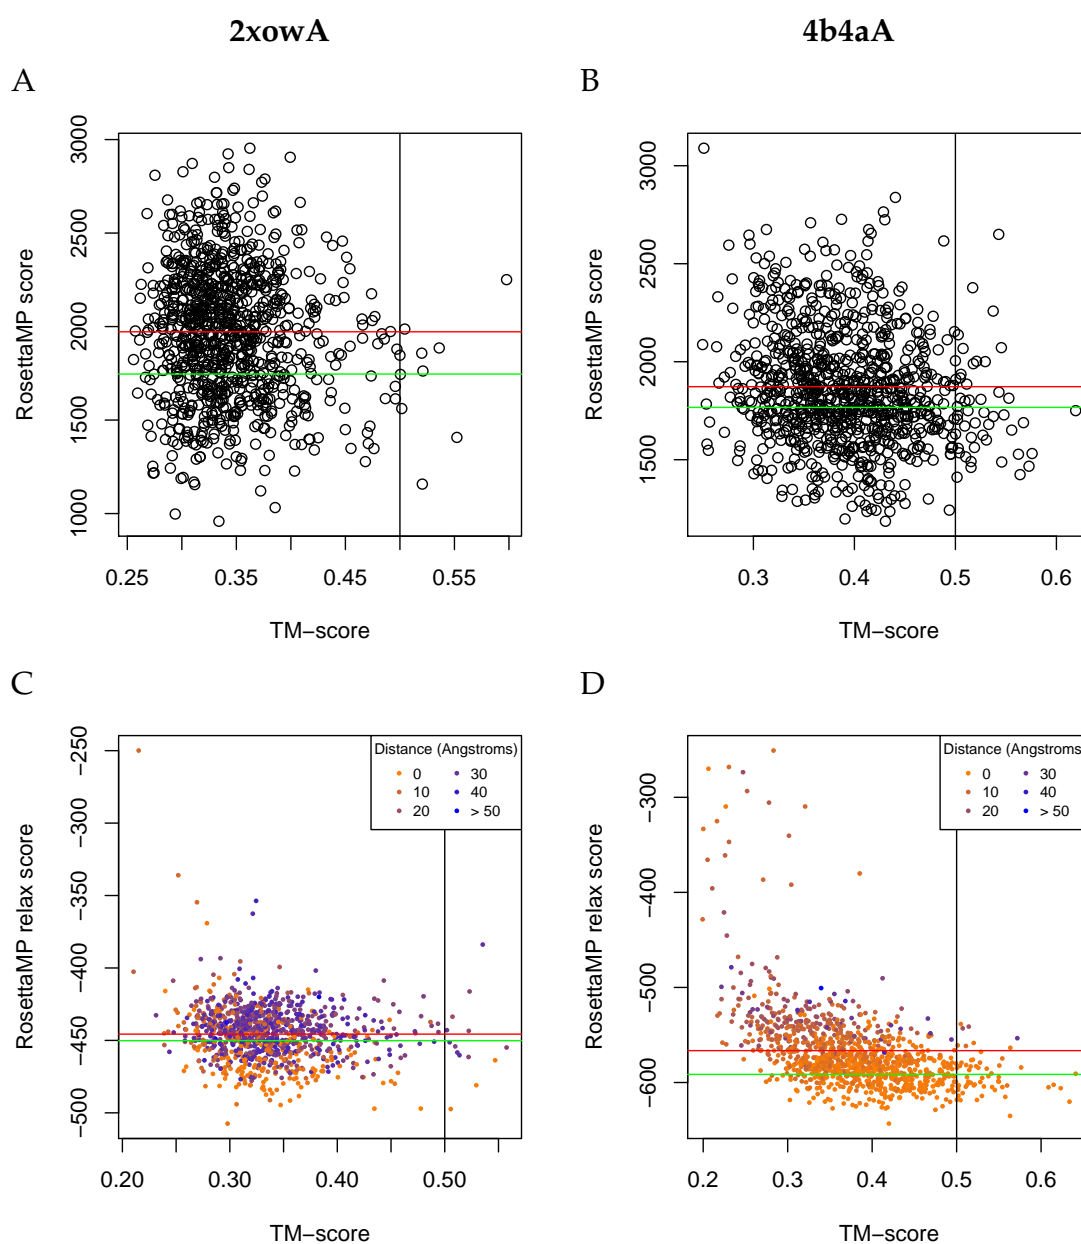 2xowA 4b4aA
A B
RosettaMP score
3000
2500
2000
1500
1000
0.25 0.35 0.45 0.55
TM−score
RosettaMP score
3000
2500
2000
1500
0.3 0.4 0.5 0.6
TM−score
C D
RosettaMP relax score
−250
−300
−350
−400
−450
−500
Distance (Angstroms)
0 30
10 40
20 > 50
0.20 0.30 0.40 0.50
TM−score
RosettaMP relax score
−300
−400
−500
−600
Distance (Angstroms)
0 30
10 40
20 > 50
0.2 0.3 0.4 0.5 0.6
TM−score